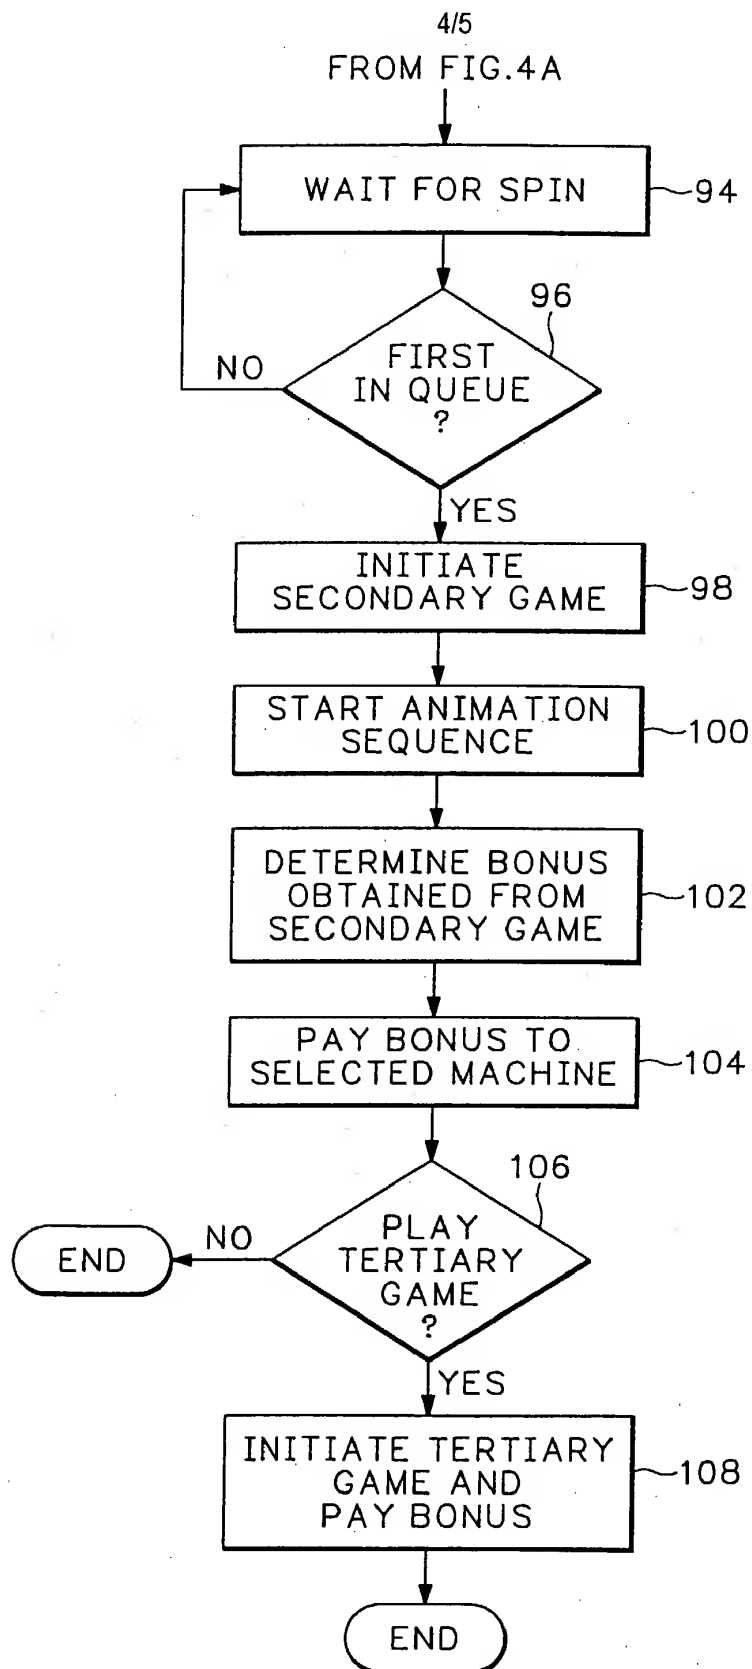 4/5
FROM FIG.4A
WAIT FOR SPIN
94
96
FIRST
IN QUEUE
?
NO
YES
INITIATE
SECONDARY GAME
98
START ANIMATION
SEQUENCE
100
DETERMINE BONUS
OBTAINED FROM
SECONDARY GAME
102
PAY BONUS TO
SELECTED MACHINE
104
106
PLAY
TERTIARY
GAME
?
NO
END
YES
INITIATE TERTIARY
GAME AND
PAY BONUS
108
END